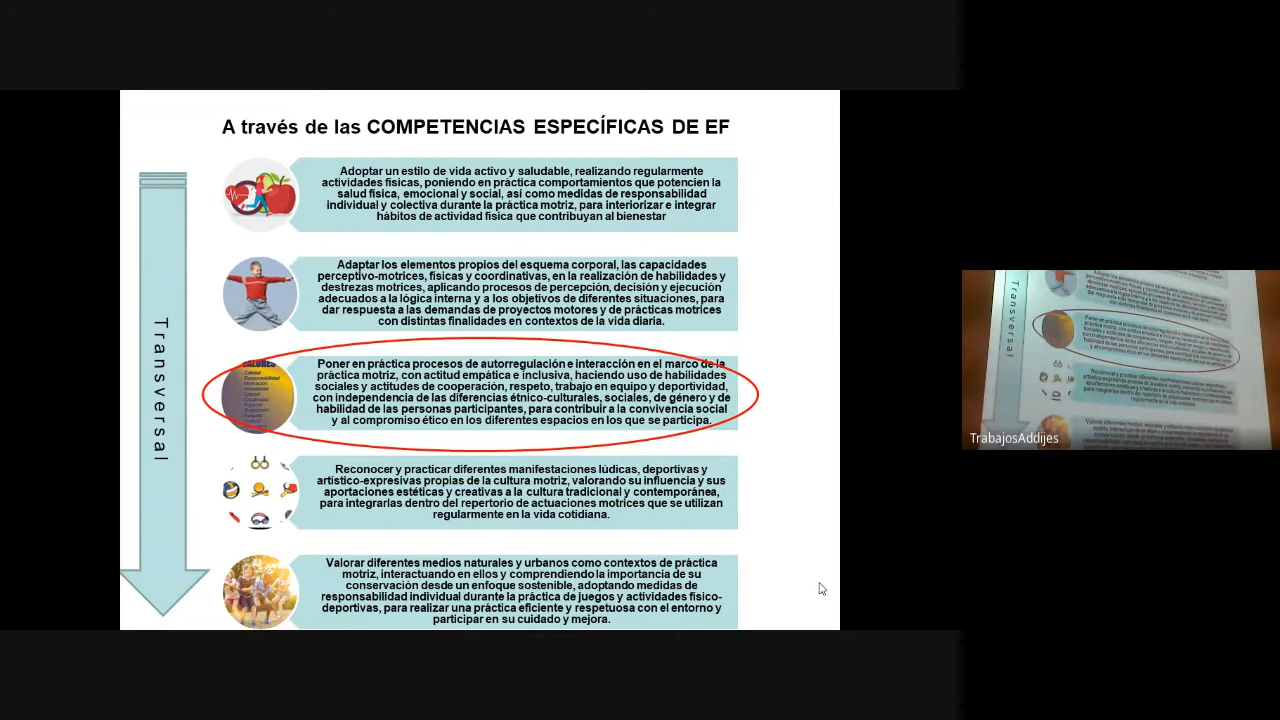 A través de las COMPETENCIAS ESPECÍFICAS DE EF
Transversal
Adoptar un estilo de vida activo y saludable, realizando regularmente
actividades físicas, poniendo en práctica comportamientos que potencien la
salud física, emocional y social, así como medidas de responsabilidad
individual y colectiva durante la práctica motriz, para interiorizar e integrar
hábitos de actividad física que contribuyan al bienestar
Adaptar los elementos propios del esquema corporal, las capacidades
perceptivo-motrices, físicas y coordinativas, en la realización de habilidades y
destrezas motrices, aplicando procesos de percepción, decisión y ejecución
adecuados a la lógica interna y a los objetivos de diferentes situaciones, para
dar respuesta a las demandas de proyectos motores y de prácticas motrices
con distintas finalidades en contextos de la vida diaria.
VALORES
Calidad
Responsabilidad
Motivación
Poner en práctica procesos de autorregulación e interacción en el marco de la
práctica motriz, con actitud empática e inclusiva, haciendo uso de habilidades
sociales y actitudes de cooperación, respeto, trabajo en equipo y deportividad,
con independencia de las diferencias étnico-culturales, sociales, de género y de
habilidad de las personas participantes, para contribuir a la convivencia social
y al compromiso ético en los diferentes espacios en los que se participa.
Reconocer y practicar diferentes manifestaciones lúdicas, deportivas y
artístico-expresivas propias de la cultura motriz, valorando su influencia y sus
aportaciones estéticas y creativas a la cultura tradicional y contemporánea,
para integrarlas dentro del repertorio de actuaciones motrices que se utilizan
regularmente en la vida cotidiana.
Valorar diferentes medios naturales y urbanos como contextos de práctica
motriz, interactuando en ellos y comprendiendo la importancia de su
conservación desde un enfoque sostenible, adoptando medidas de
responsabilidad individual durante la práctica de juegos y actividades físico-
deportivas, para realizar una práctica eficiente y respetuosa con el entorno y
participar en su cuidado y mejora.
Transversal
TrabajosAddijes